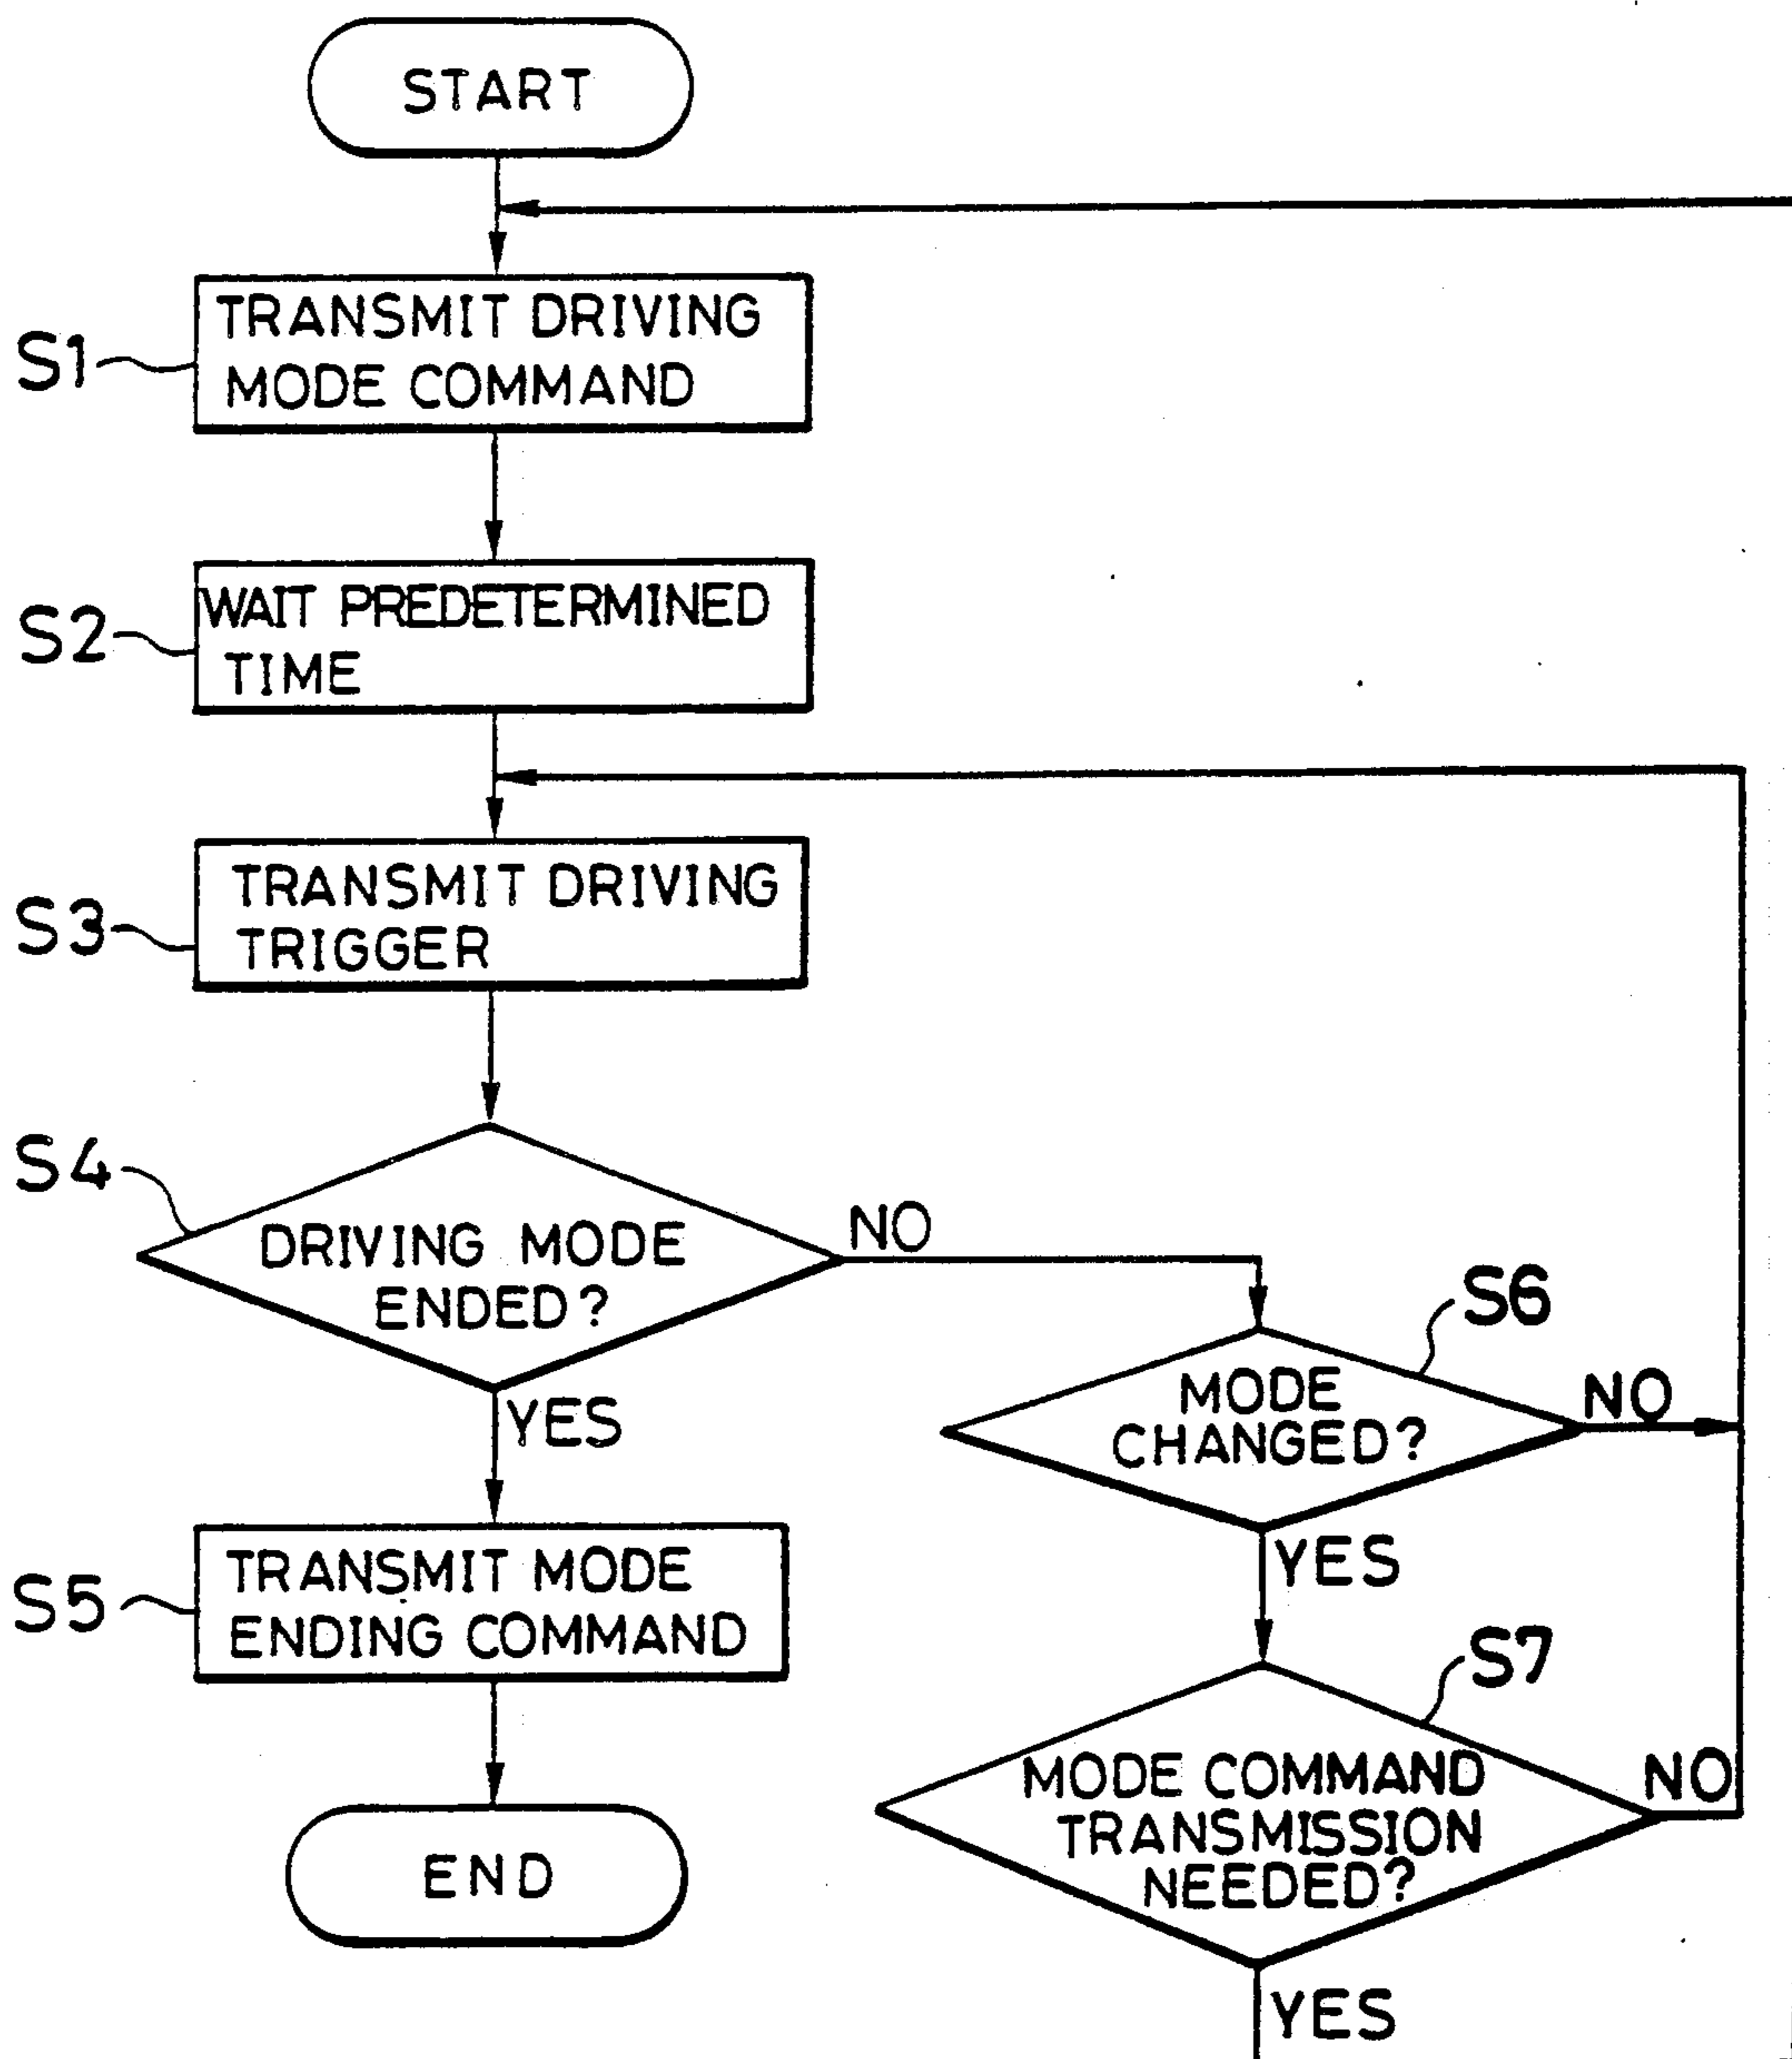 START
S1
TRANSMIT DRIVING
MODE COMMAND
S2
WAIT PREDETERMINED
TIME
S3
TRANSMIT DRIVING
TRIGGER
S4
DRIVING MODE
ENDED?
NO
YES
S5
TRANSMIT MODE
ENDING COMMAND
END
S6
MODE
CHANGED?
NO
YES
S7
MODE COMMAND
TRANSMISSION
NEEDED?
NO
YES